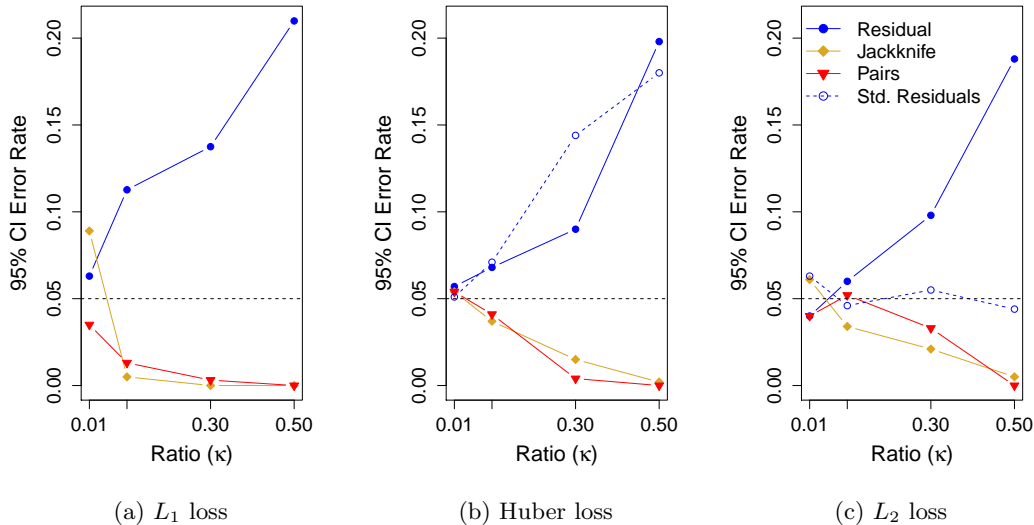 95% CI Error Rate
0.00
0.05
0.10
0.15
0.20
0.01
0.30
0.50
Ratio (κ)
(a) L₁ loss
95% CI Error Rate
0.00
0.05
0.10
0.15
0.20
0.01
0.30
0.50
Ratio (κ)
(b) Huber loss
95% CI Error Rate
0.00
0.05
0.10
0.15
0.20
Residual
Jackknife
Pairs
Std. Residuals
0.01
0.30
0.50
Ratio (κ)
(c) L₂ loss